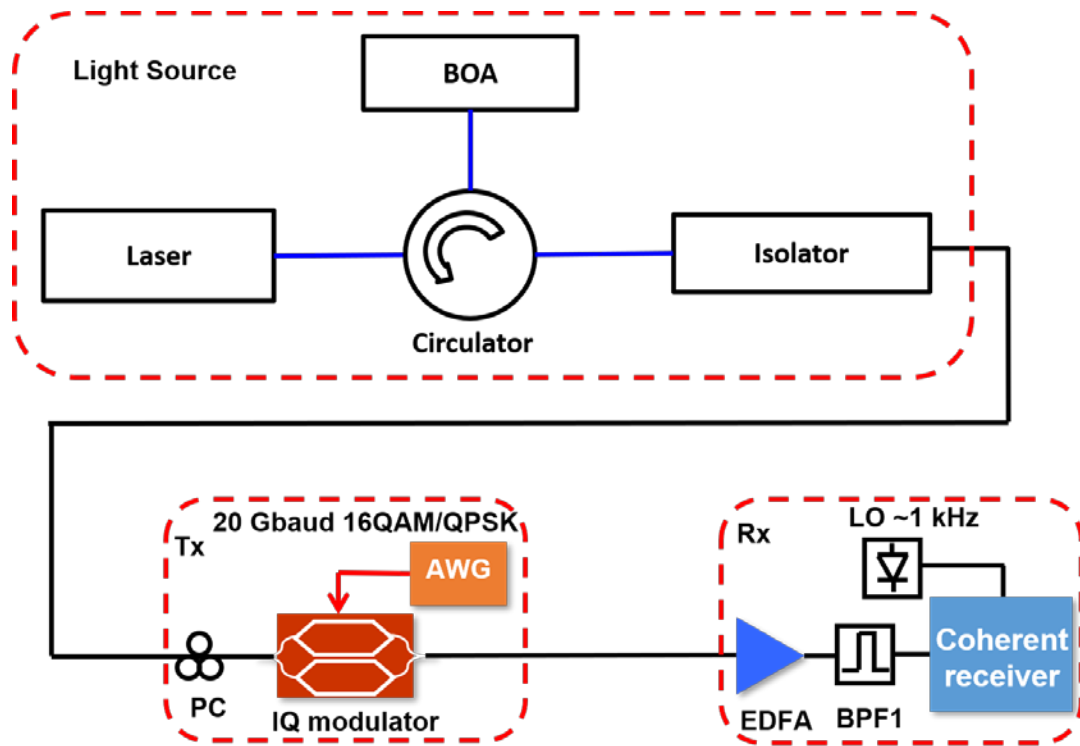 Light Source
BOA
Laser
Circulator
Isolator
20 Gbaud 16QAM/QPSK
Tx
AWG
PC
IQ modulator
LO ~1 kHz
Rx
Coherent
receiver
EDFA
BPF1